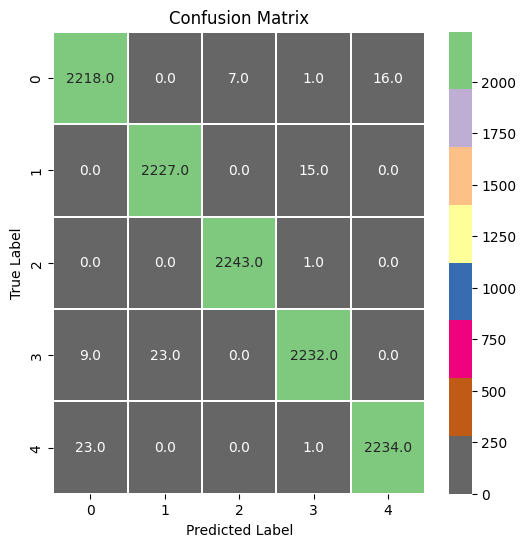 Confusion Matrix
True Label
0 2218.0 0.0 7.0 1.0 16.0
1 0.0 2227.0 0.0 15.0 0.0
2 0.0 0.0 2243.0 1.0 0.0
3 9.0 23.0 0.0 2232.0 0.0
4 23.0 0.0 0.0 1.0 2234.0
0 1 2 3 4
Predicted Label
2000
1750
1500
1250
1000
750
500
250
0